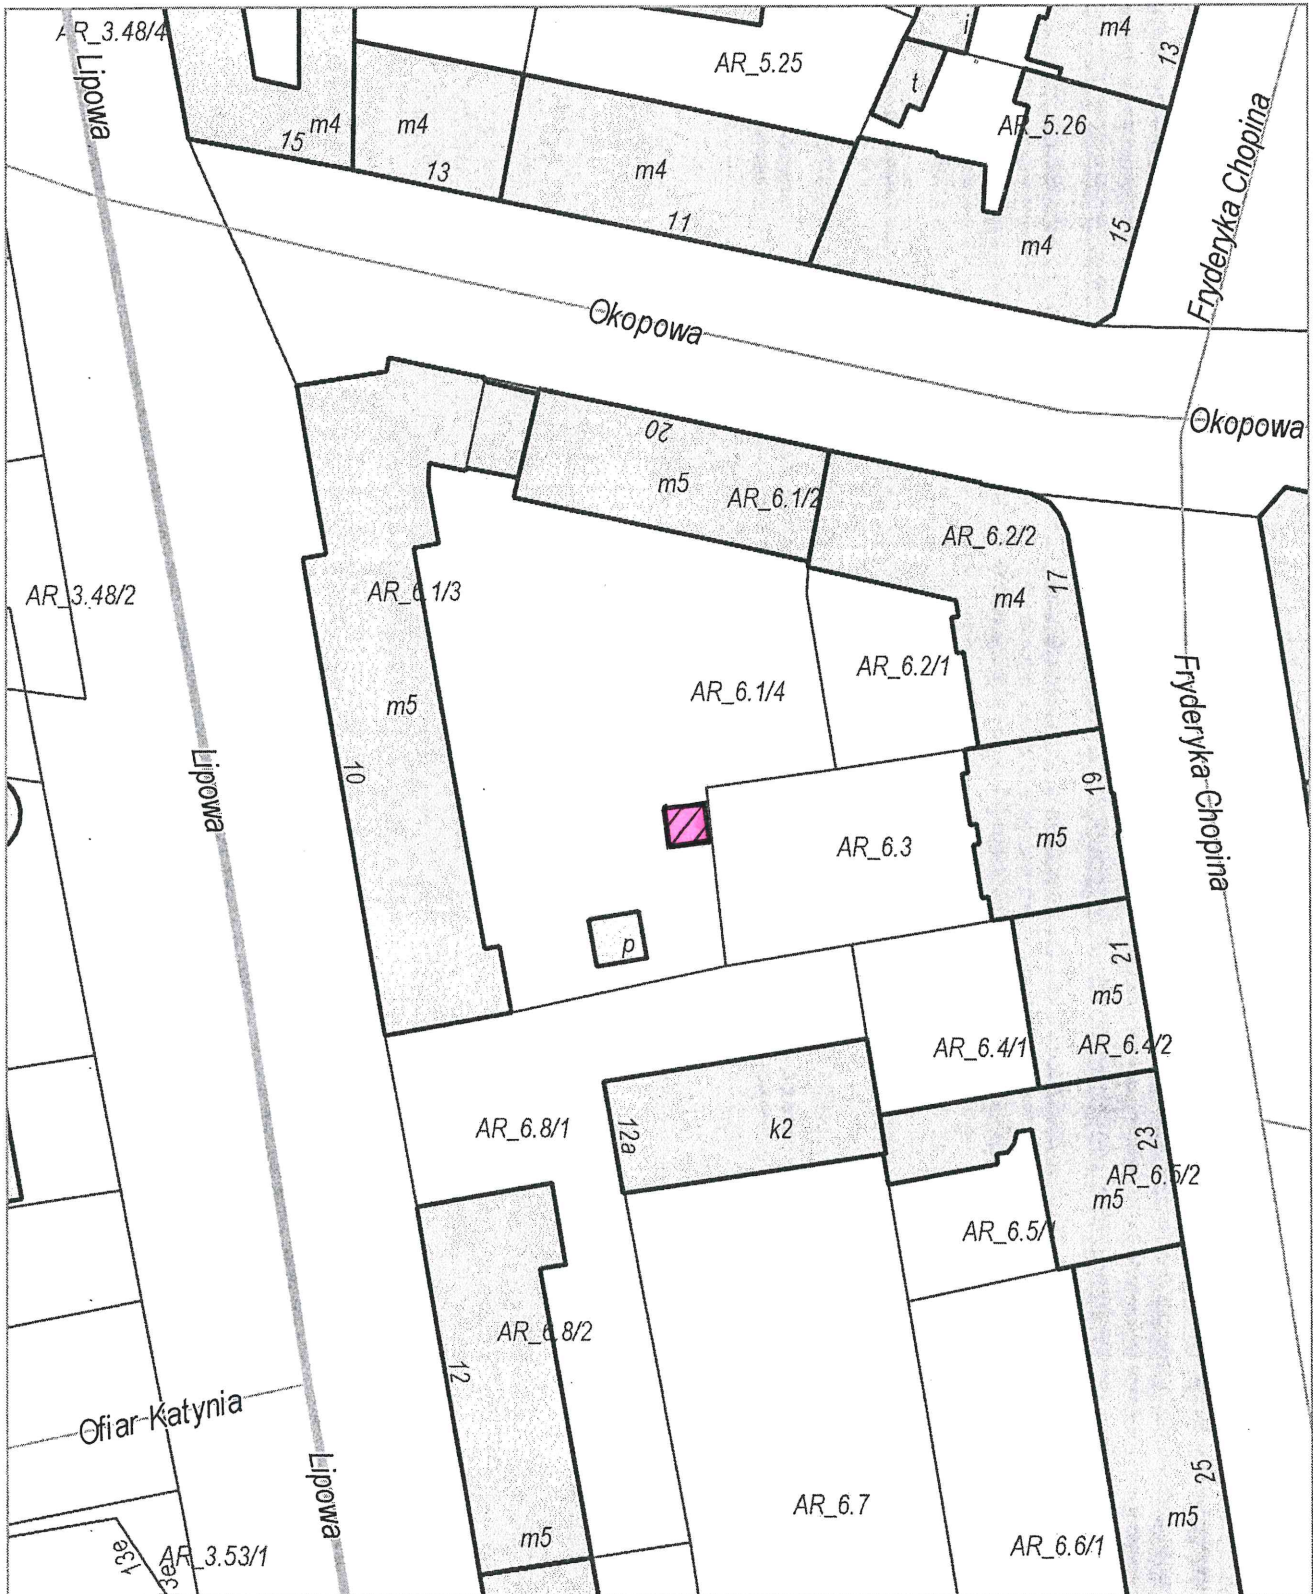 AR_3.48/4
Lipowa
15
m4
m4
13
AR_5.25
m4
11
t
i
m4
13
AR_5.26
m4
15
Fryderyka Chopina
Okopowa
Okopowa
20
m5
AR_6.1/2
AR_6.2/2
17
m4
AR_3.48/2
AR_6.1/3
AR_6.2/1
AR_6.1/4
m5
10
Lipowa
Fryderyka Chopina
19
AR_6.3
m5
p
21
m5
AR_6.4/1
AR_6.4/2
AR_6.8/1
12a
k2
23
AR_6.5/2
m5
AR_6.5/1
AR_6.8/2
12
Ofiar Katynia
Lipowa
25
AR_6.7
m5
m5
AR_6.6/1
13e
3e
AR_3.53/1